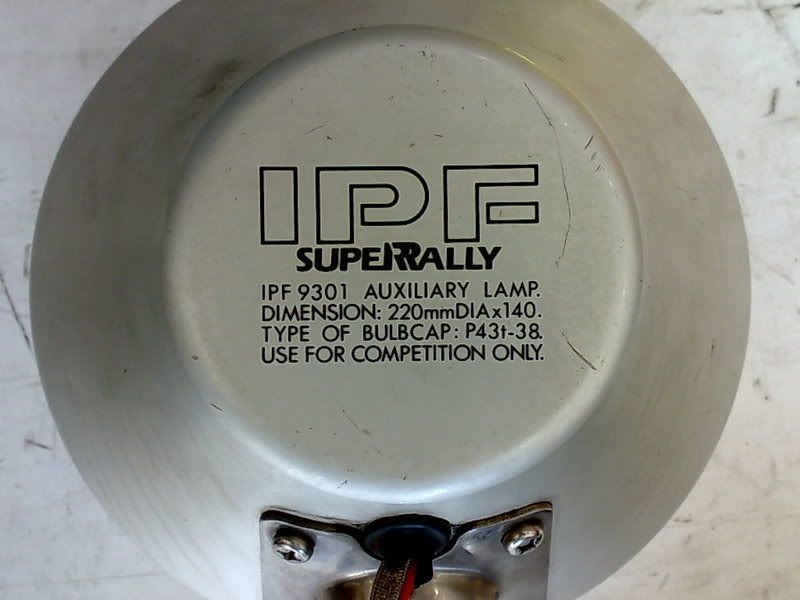 IPF
SUPERRALLY
IPF 9301 AUXILIARY LAMP.
DIMENSION: 220mmDIAx140.
TYPE OF BULBCAP: P43t-38.
USE FOR COMPETITION ONLY.